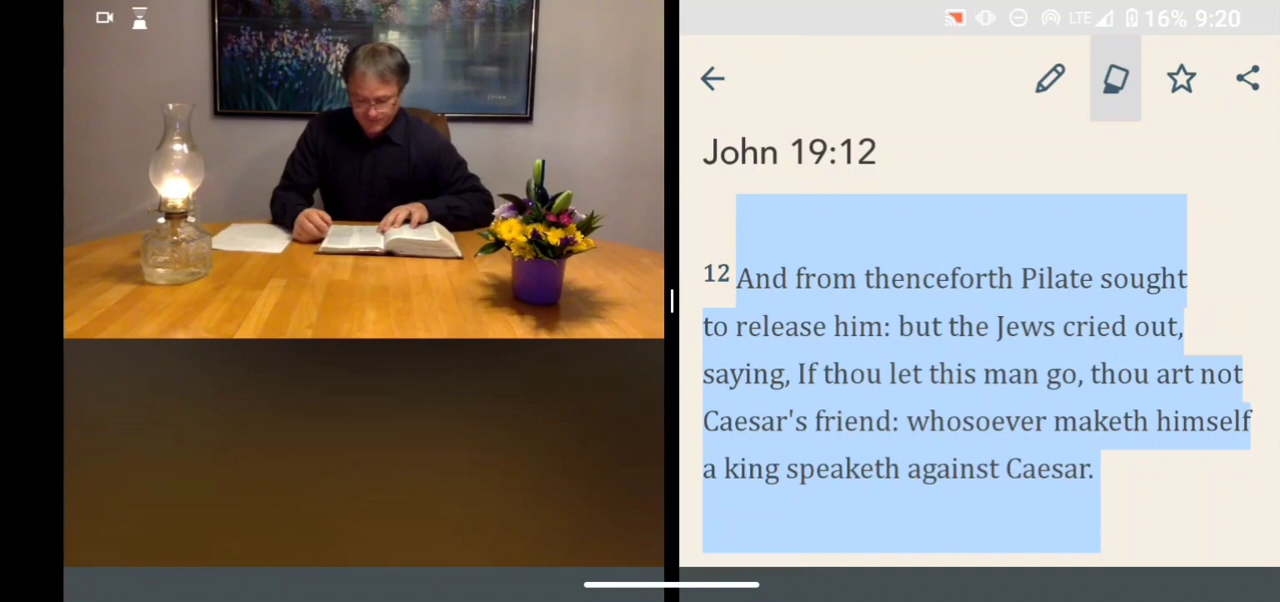 LTE 16% 9:20
John 19:12
12 And from thenceforth Pilate sought
to release him: but the Jews cried out,
saying, If thou let this man go, thou art not
Caesar's friend: whosoever maketh himself
a king speaketh against Caesar.